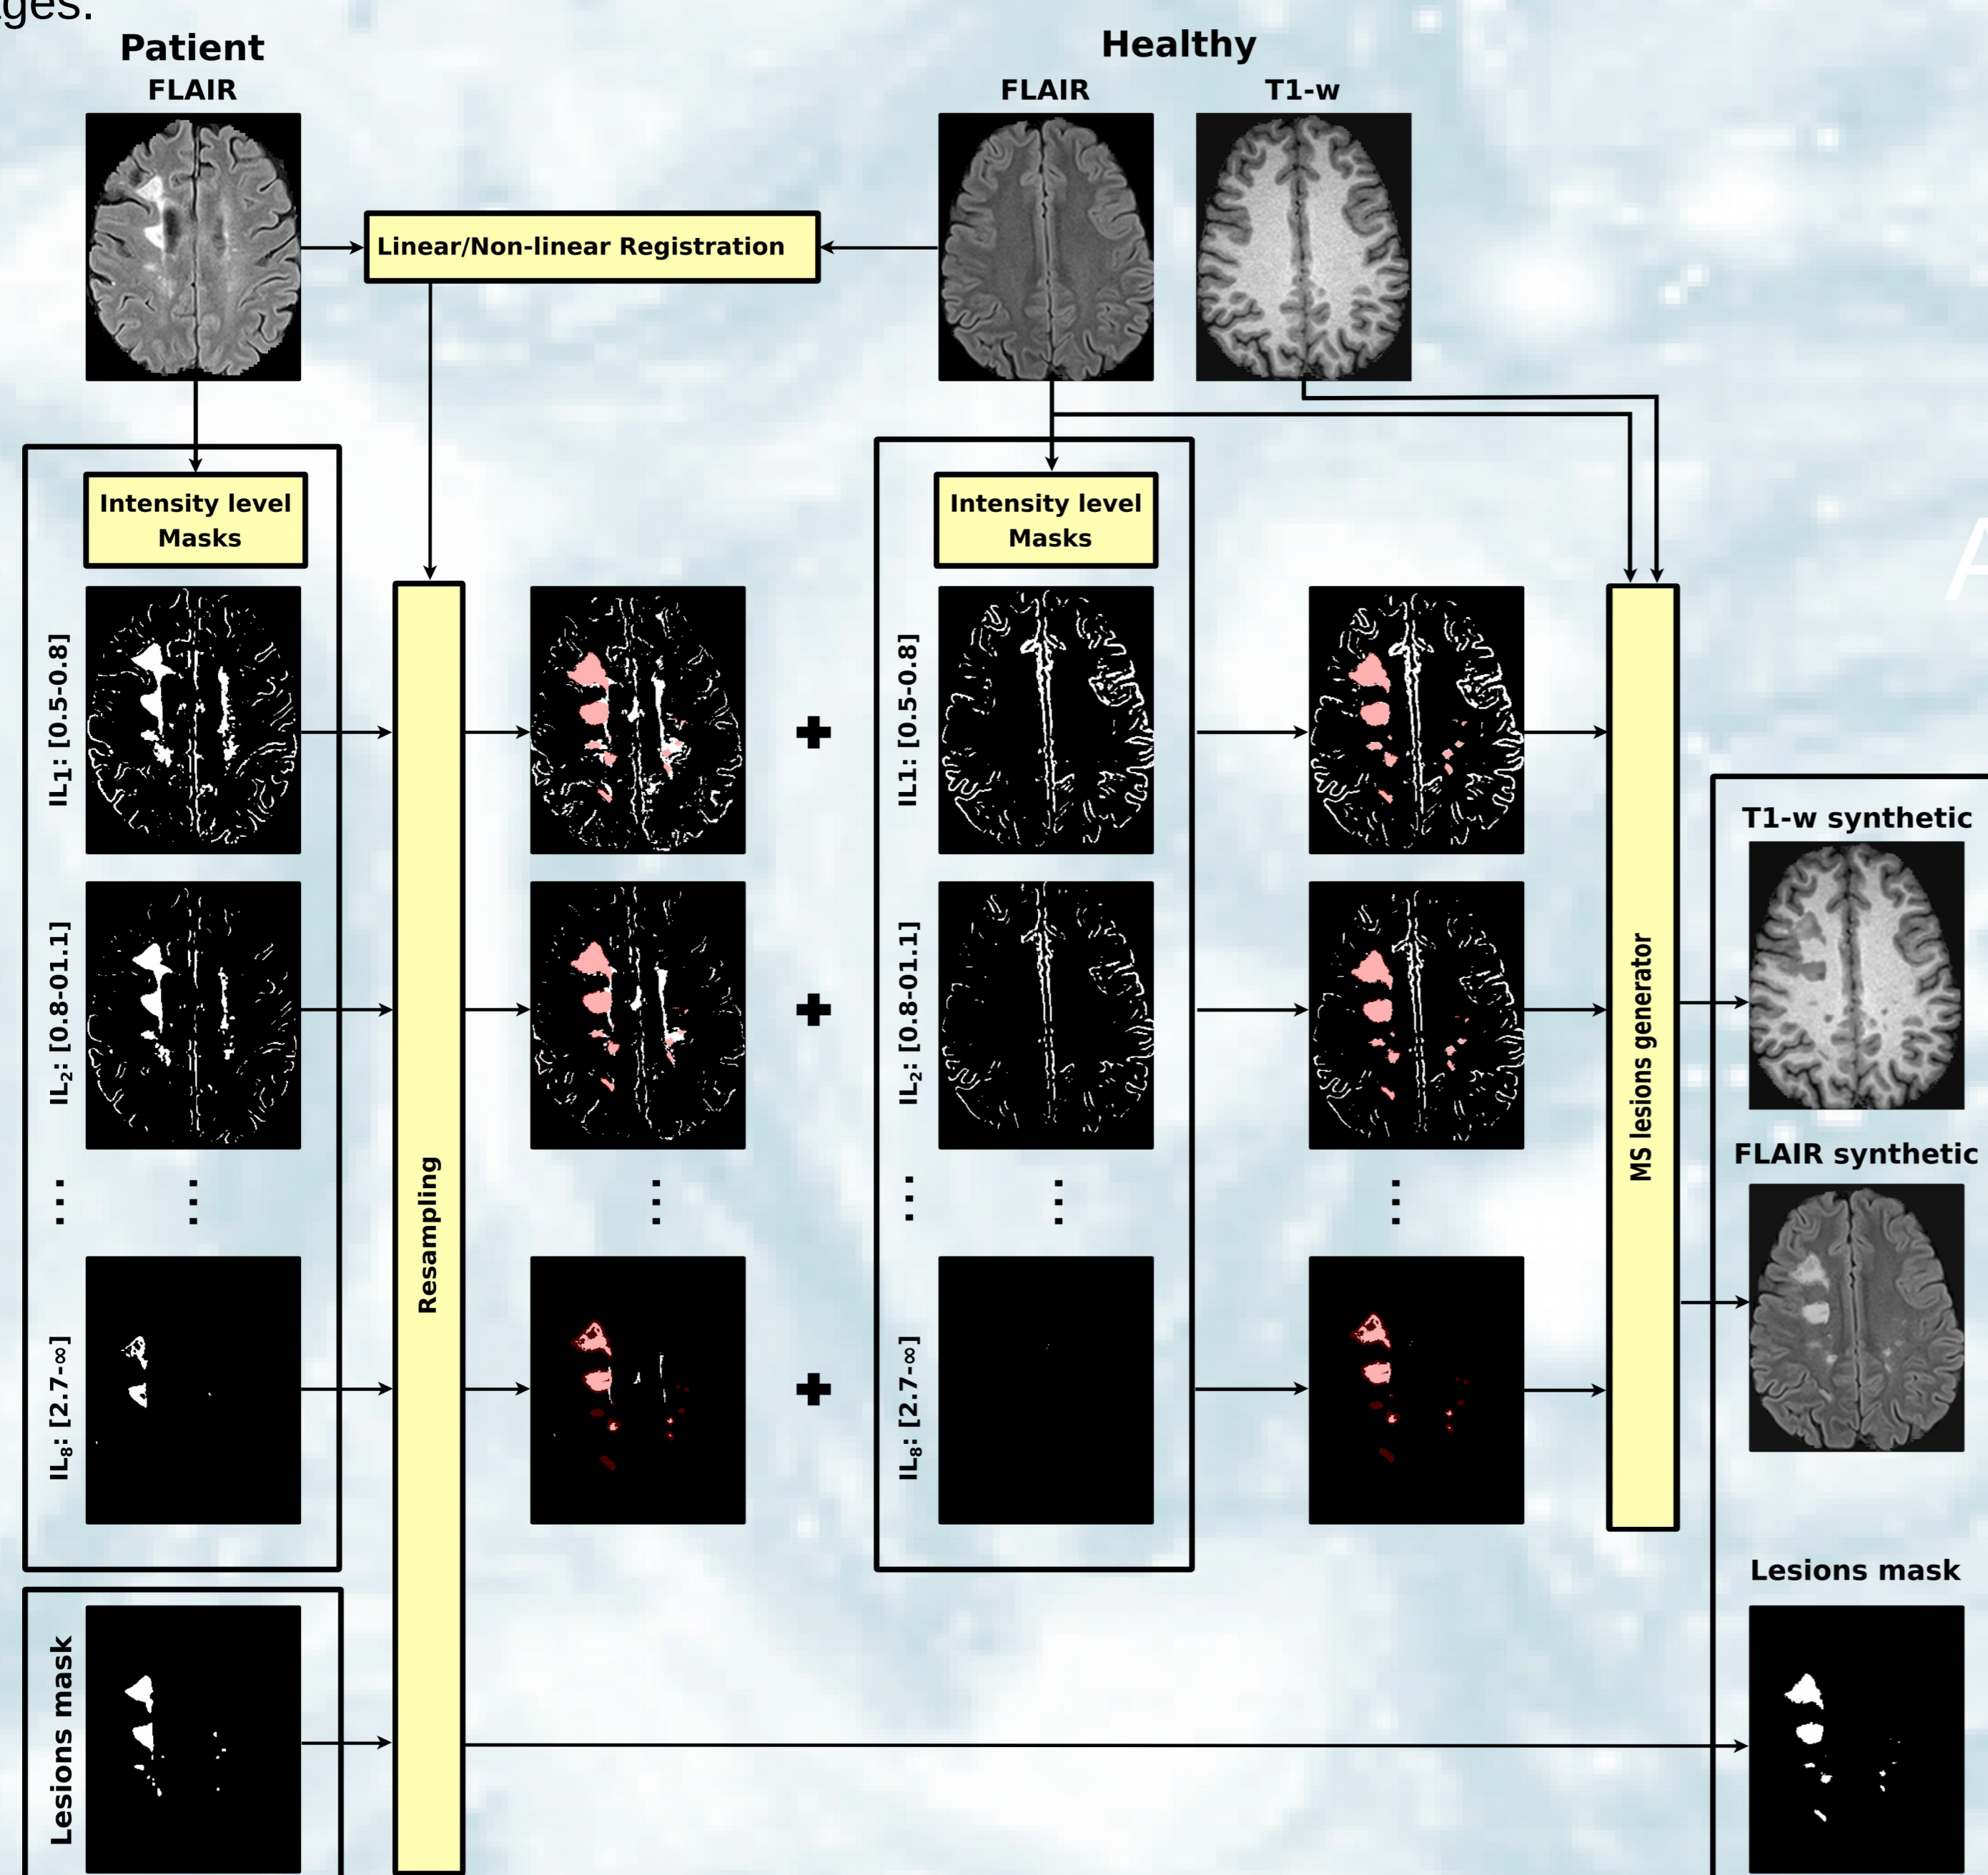 Patient
Healthy
FLAIR
FLAIR
T1-w
Linear/Non-linear Registration
Intensity level
Masks
Intensity level
Masks
IL₁: [0.5-0.8]
IL1: [0.5-0.8]
T1-w synthetic
IL₂: [0.8-01.1]
IL₂: [0.8-01.1]
MS lesions generator
Resampling
FLAIR synthetic
...
...
...
...
...
...
IL₈: [2.7-∞]
IL₈: [2.7-∞]
Lesions mask
Lesions mask